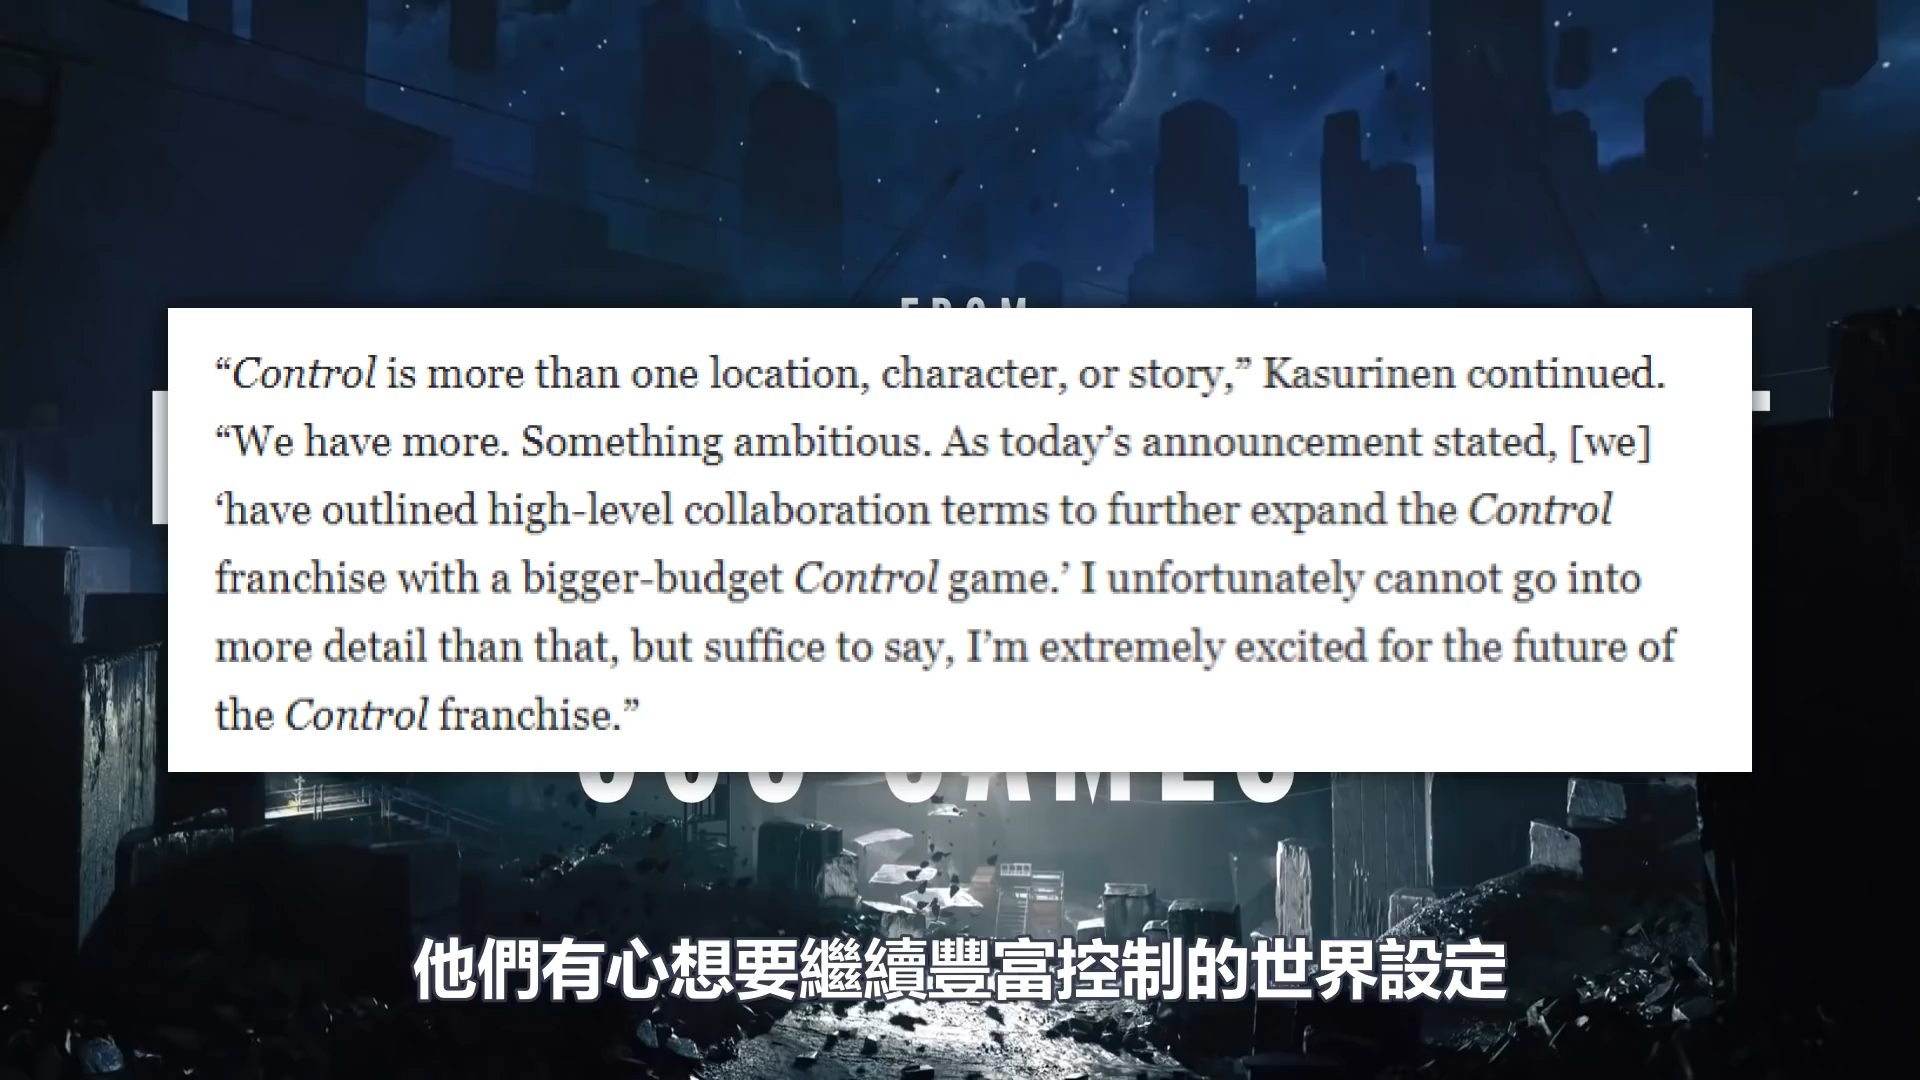 FROM
“Control is more than one location, character, or story,” Kasurinen continued.
“We have more. Something ambitious. As today’s announcement stated, [we]
‘have outlined high-level collaboration terms to further expand the Control
franchise with a bigger-budget Control game.’ I unfortunately cannot go into
more detail than that, but suffice to say, I’m extremely excited for the future of
the Control franchise.”
505 GAMES
他們有心想要繼續豐富控制的世界設定